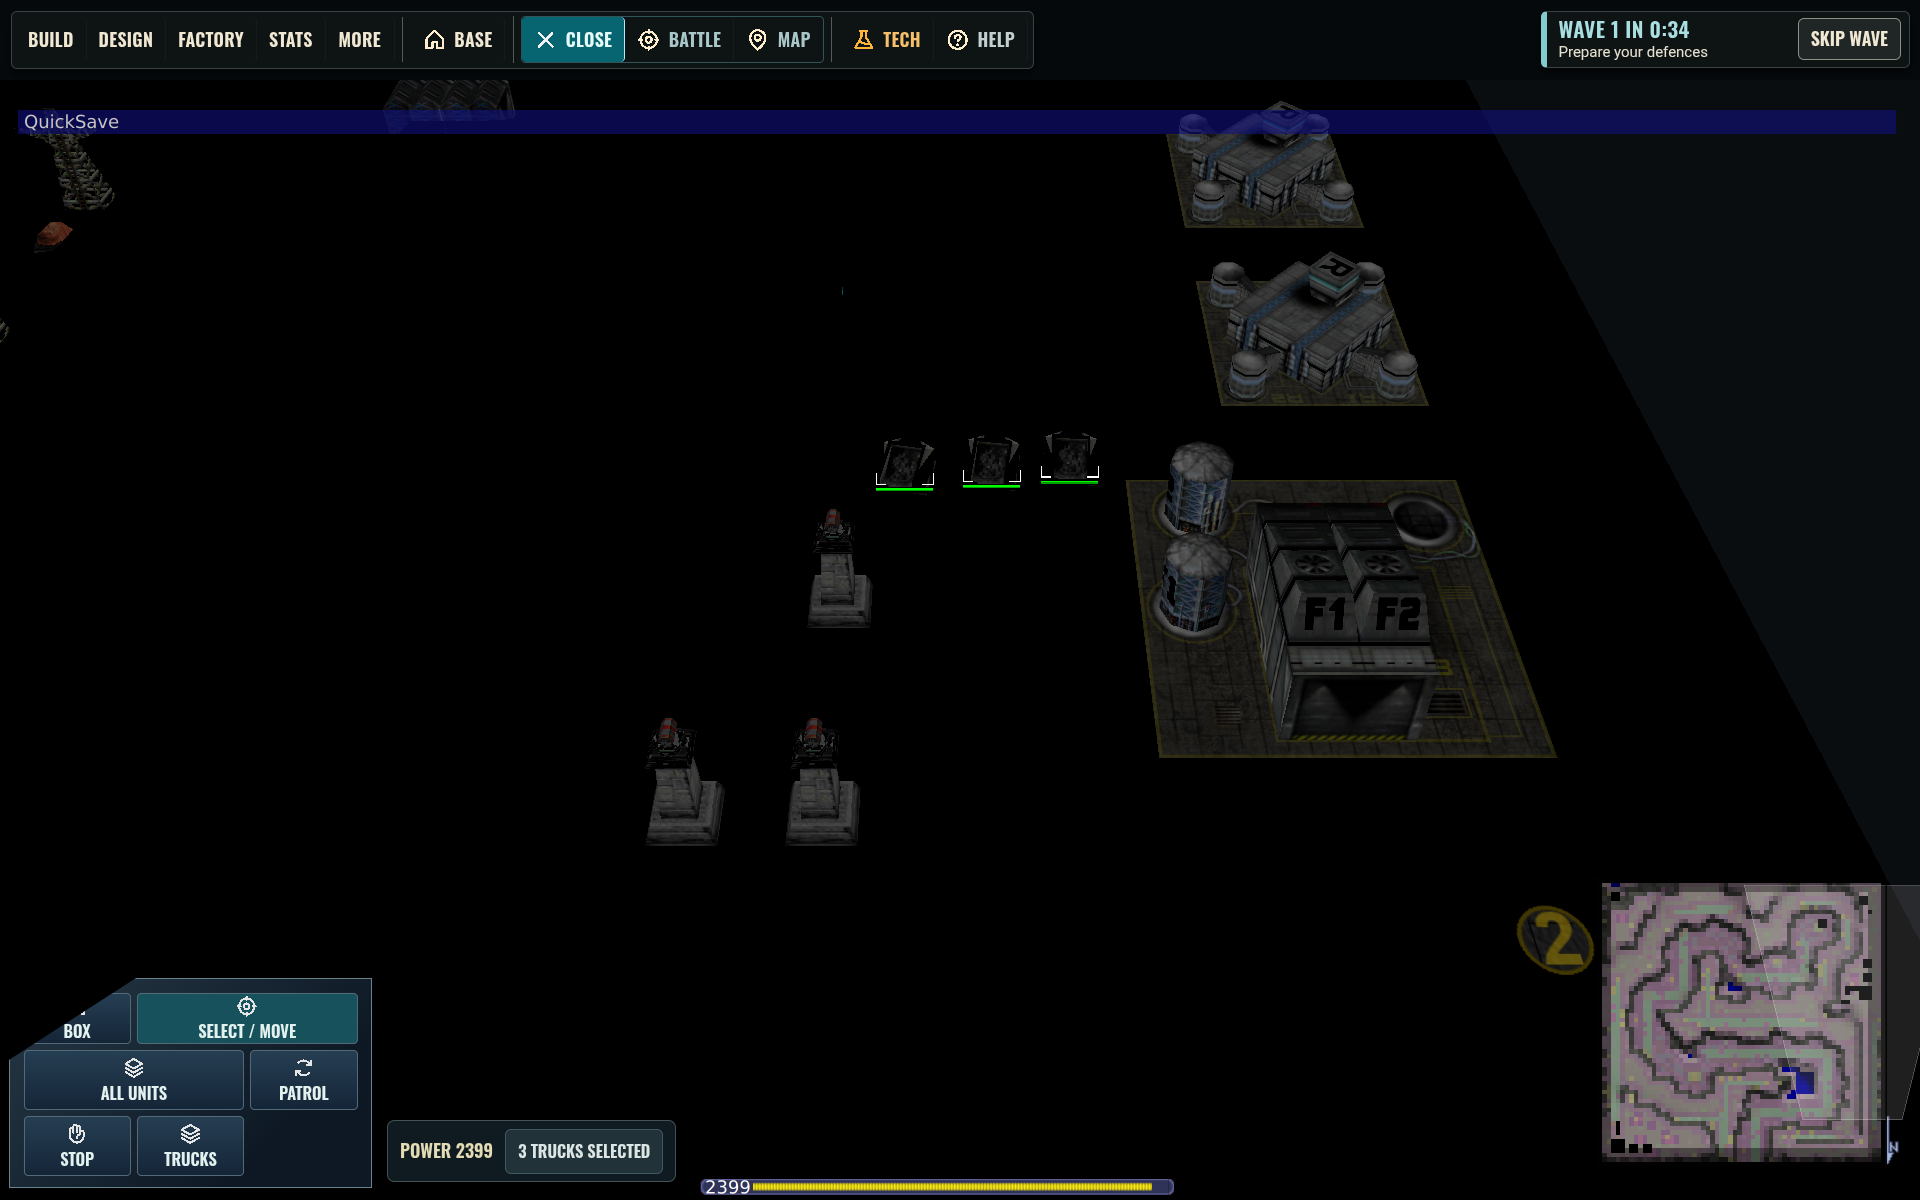 BUILD
DESIGN
FACTORY
STATS
MORE
BASE
CLOSE
BATTLE
MAP
TECH
HELP
WAVE 1 IN 0:34
Prepare your defences
SKIP WAVE
QuickSave
R
R
F1
F2
2
BOX
SELECT / MOVE
ALL UNITS
PATROL
STOP
TRUCKS
POWER 2399
3 TRUCKS SELECTED
2399
N